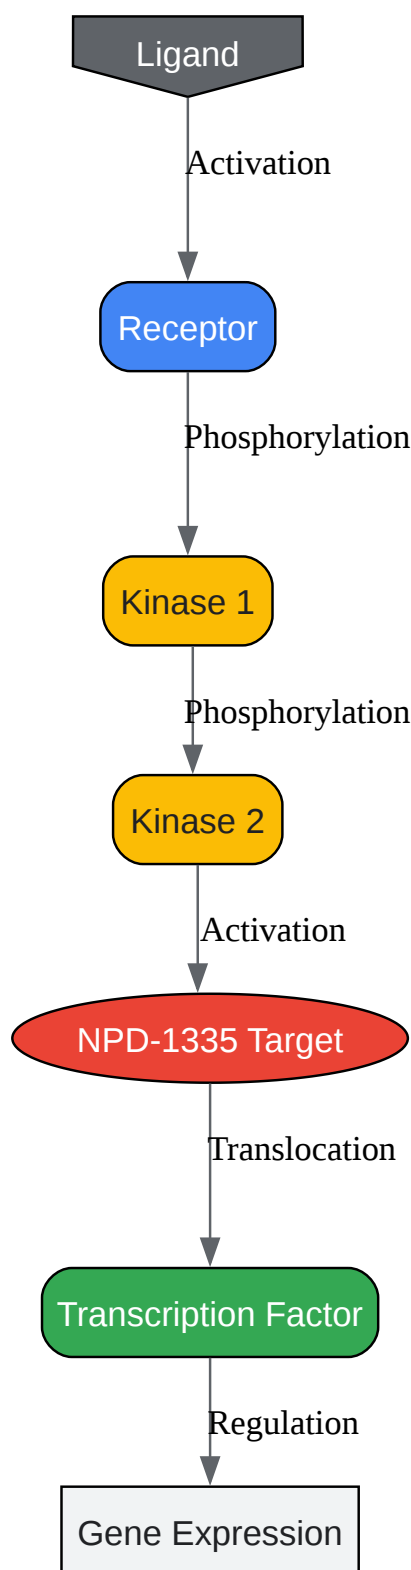 Ligand
Activation
Receptor
Phosphorylation
Kinase 1
Phosphorylation
Kinase 2
Activation
NPD-1335 Target
Translocation
Transcription Factor
Regulation
Gene Expression